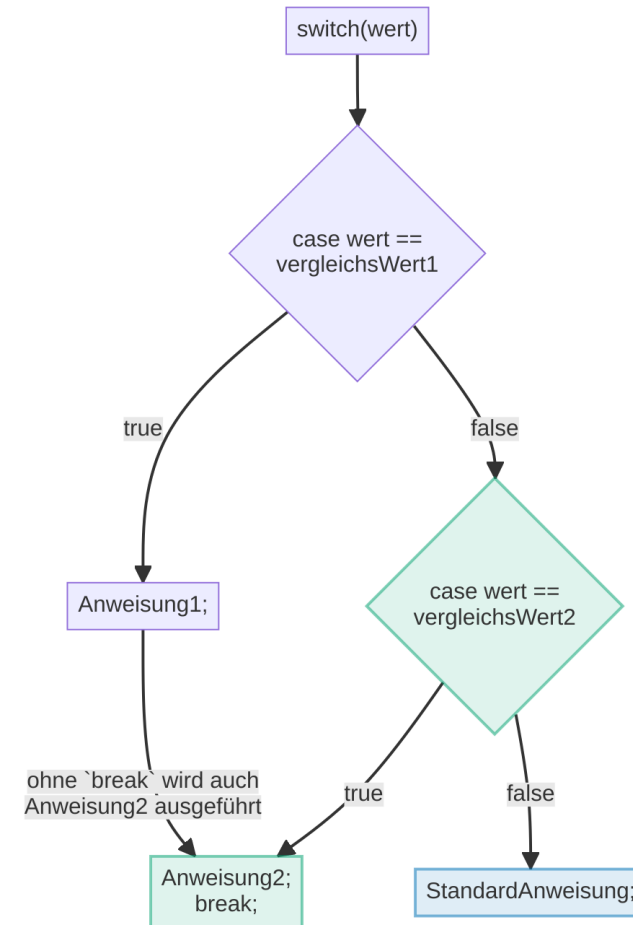 switch(wert)
case wert ==
vergleichsWert1
true
false
Anweisung1;
case wert ==
vergleichsWert2
ohne `break` wird auch
Anweisung2 ausgeführt
true
false
Anweisung2;
break;
StandardAnweisung;